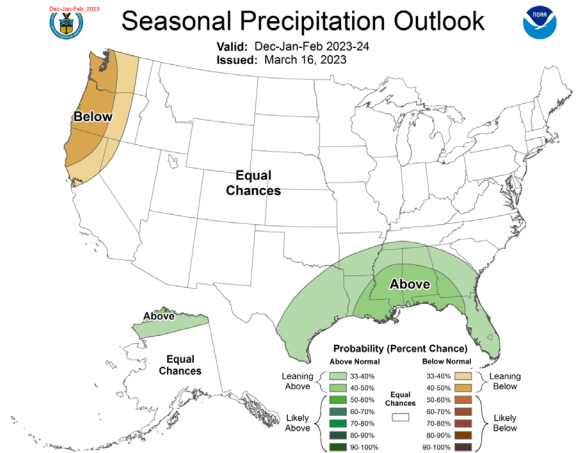 Dec-Jan-Feb_2023
Seasonal Precipitation Outlook
Valid: Dec-Jan-Feb 2023-24
Issued: March 16, 2023
NOAA
Below
Equal
Chances
Above
Above
Equal
Chances
Probability (Percent Chance)
Above Normal
Below Normal
Leaning
Above
33-40%
40-50%
Likely
Above
50-60%
60-70%
70-80%
80-90%
90-100%
Equal
Chances
33-40%
40-50%
Leaning
Below
50-60%
60-70%
70-80%
80-90%
90-100%
Likely
Below